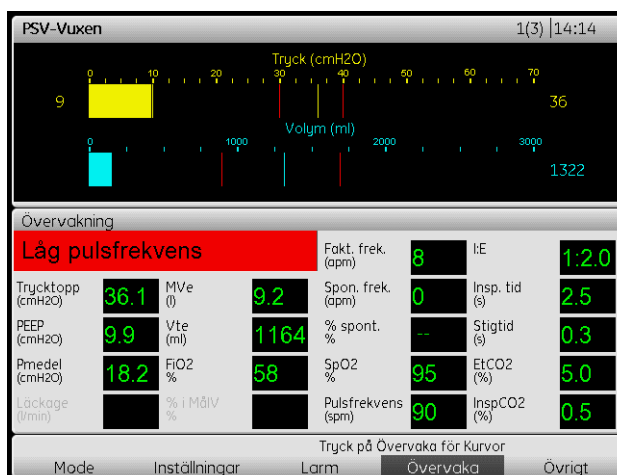 PSV-Vuxen 1(3) |14:14
Tryck (cmH2O)
0 10 20 30 40 50 60 70
9 36
Volym (ml)
0 1000 2000 3000
1322
Övervakning
Låg pulsfrekvens
Fakt. frek. (apm) 8
I:E 1:2.0
Trycktopp (cmH2O) 36.1
MVe (l) 9.2
Spon. frek. (apm) 0
Insp. tid (s) 2.5
PEEP (cmH2O) 9.9
Vte (ml) 1164
% spont. % --
Stigtid (s) 0.3
Pmedel (cmH2O) 18.2
FiO2 % 58
SpO2 % 95
EtCO2 (%) 5.0
Läckage (l/min)
% i MålV %
Pulsfrekvens (spm) 90
InspCO2 (%) 0.5
Tryck på Övervaka för Kurvor
Mode Inställningar Larm Övervaka Övrigt